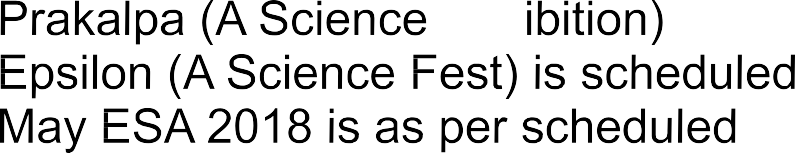 Prakalpa (A Science ibition)
Epsilon (A Science Fest) is scheduled
May ESA 2018 is as per scheduled